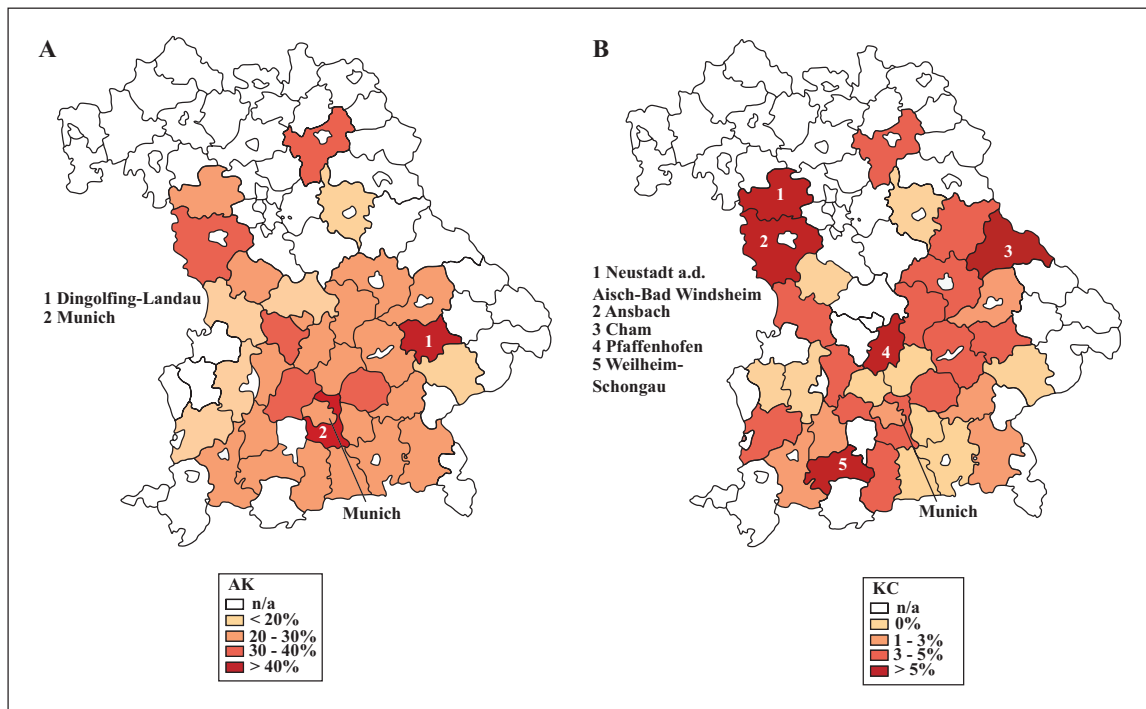 A
1
2
1 Dingolfing-Landau
2 Munich
Munich
AK
n/a
< 20%
20 - 30%
30 - 40%
> 40%
B
1
2
3
4
5
1 Neustadt a.d.
Aisch-Bad Windsheim
2 Ansbach
3 Cham
4 Pfaffenhofen
5 Weilheim-
Schongau
Munich
KC
n/a
0%
1 - 3%
3 - 5%
> 5%